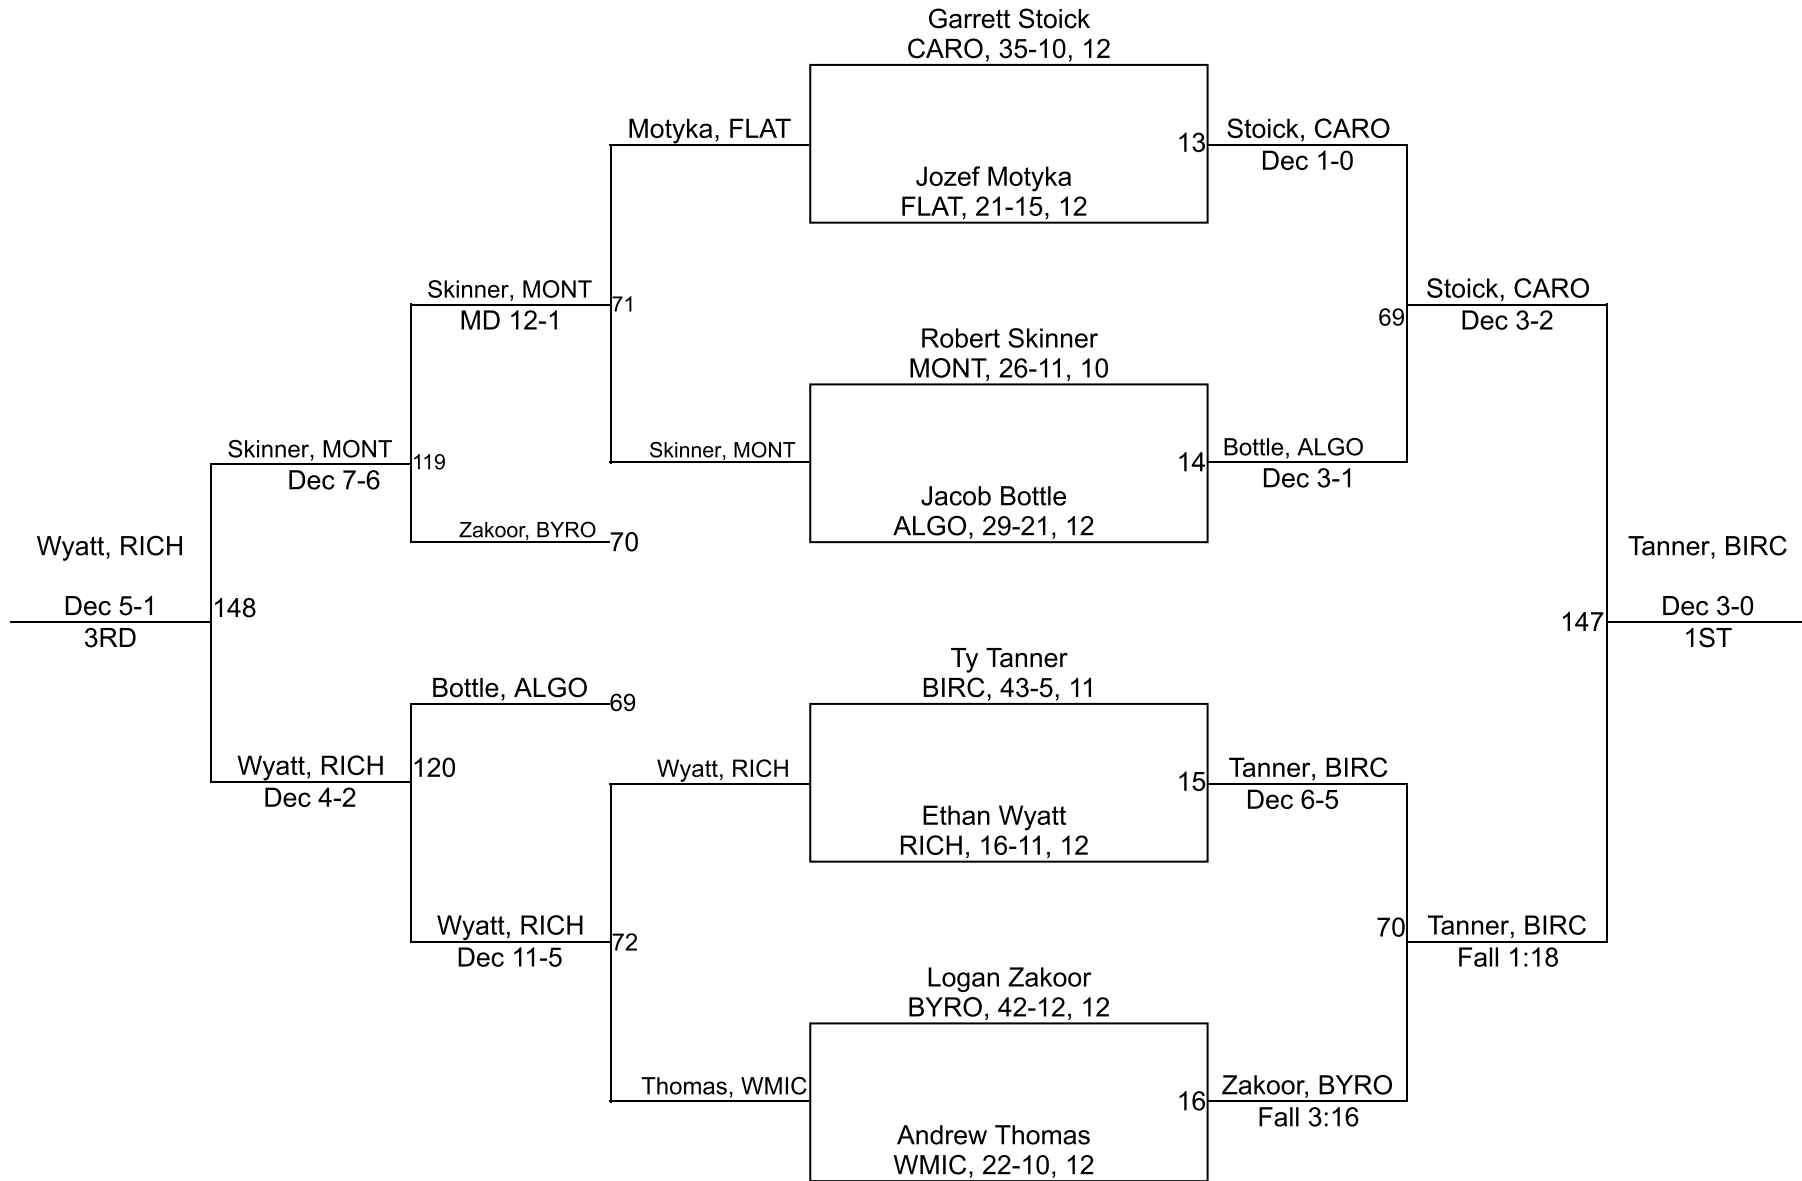 Garrett Stoick
CARO, 35-10, 12
Motyka, FLAT
13
Stoick, CARO
Dec 1-0
Jozef Motyka
FLAT, 21-15, 12
Skinner, MONT
MD 12-1
71
Stoick, CARO
Dec 3-2
69
Robert Skinner
MONT, 26-11, 10
Skinner, MONT
Dec 7-6
119
Skinner, MONT
14
Bottle, ALGO
Dec 3-1
Jacob Bottle
ALGO, 29-21, 12
Zakoor, BYRO
70
Wyatt, RICH
Dec 5-1
3RD
148
Tanner, BIRC
147
Dec 3-0
1ST
Bottle, ALGO
69
Ty Tanner
BIRC, 43-5, 11
Wyatt, RICH
Dec 4-2
120
Wyatt, RICH
15
Tanner, BIRC
Dec 6-5
Ethan Wyatt
RICH, 16-11, 12
Wyatt, RICH
Dec 11-5
72
70
Tanner, BIRC
Fall 1:18
Logan Zakoor
BYRO, 42-12, 12
Thomas, WMIC
16
Zakoor, BYRO
Fall 3:16
Andrew Thomas
WMIC, 22-10, 12